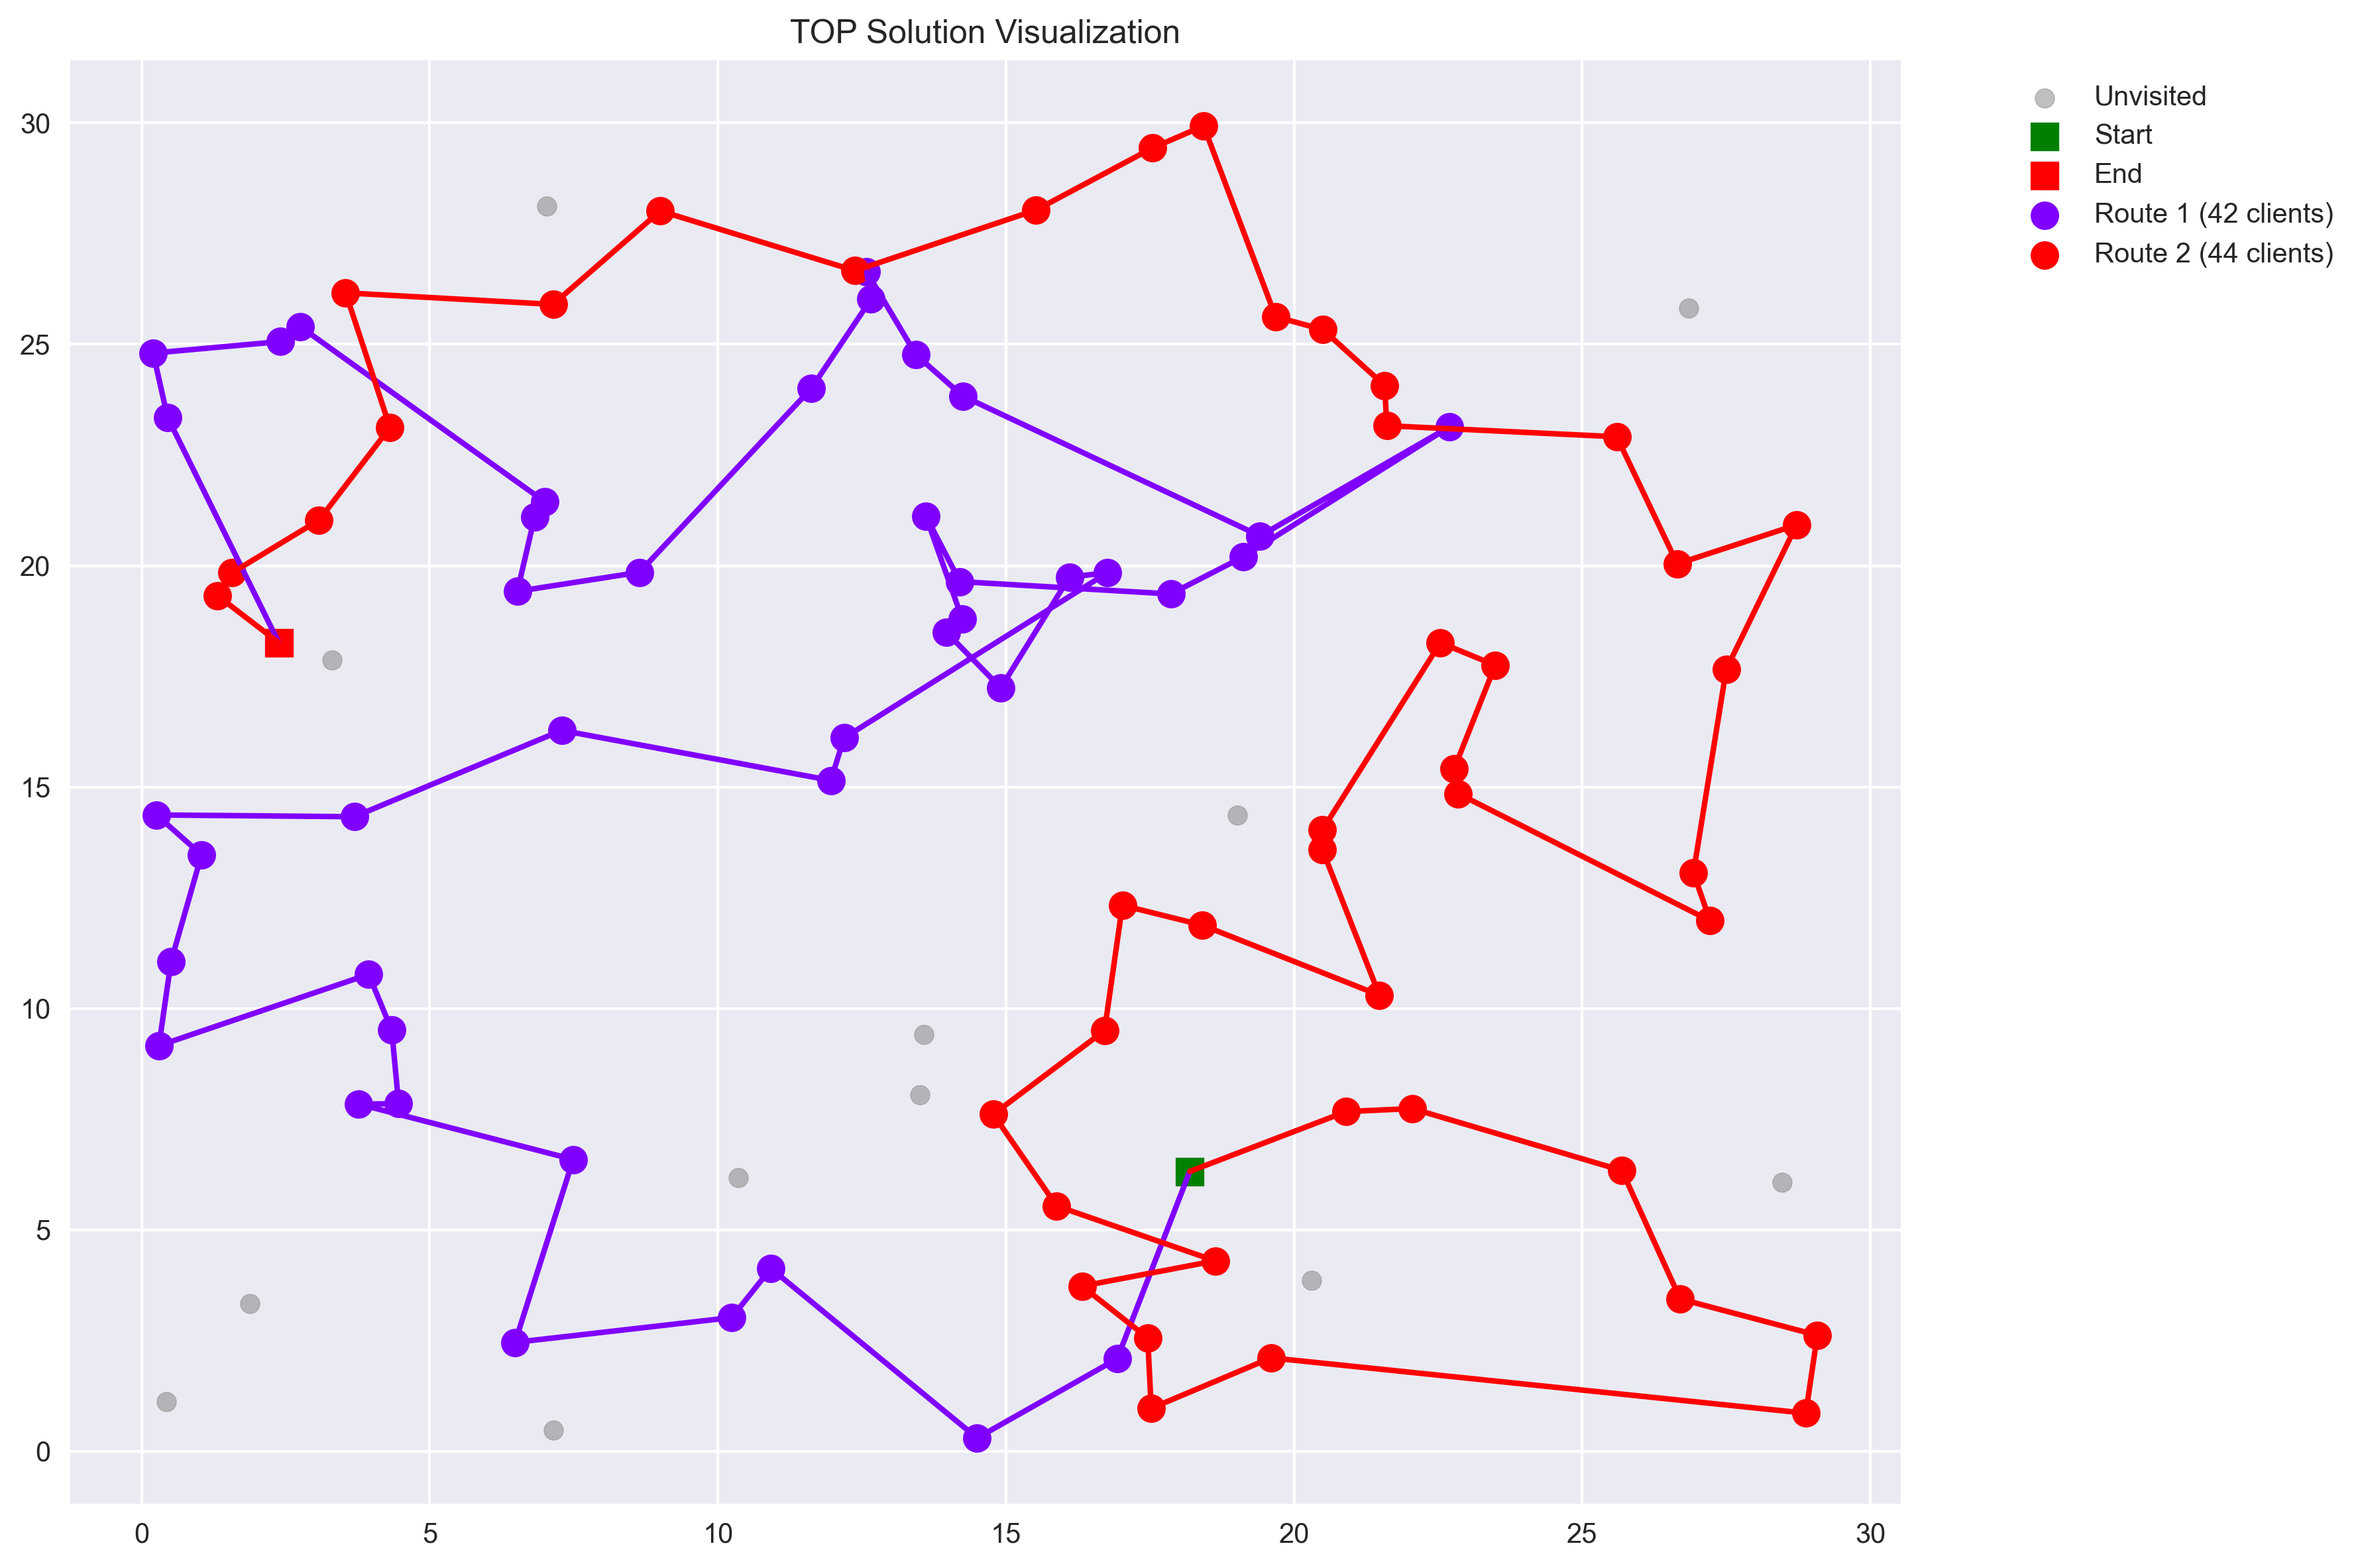 TOP Solution Visualization
30
25
20
15
10
5
0
0 5 10 15 20 25 30
Unvisited
Start
End
Route 1 (42 clients)
Route 2 (44 clients)